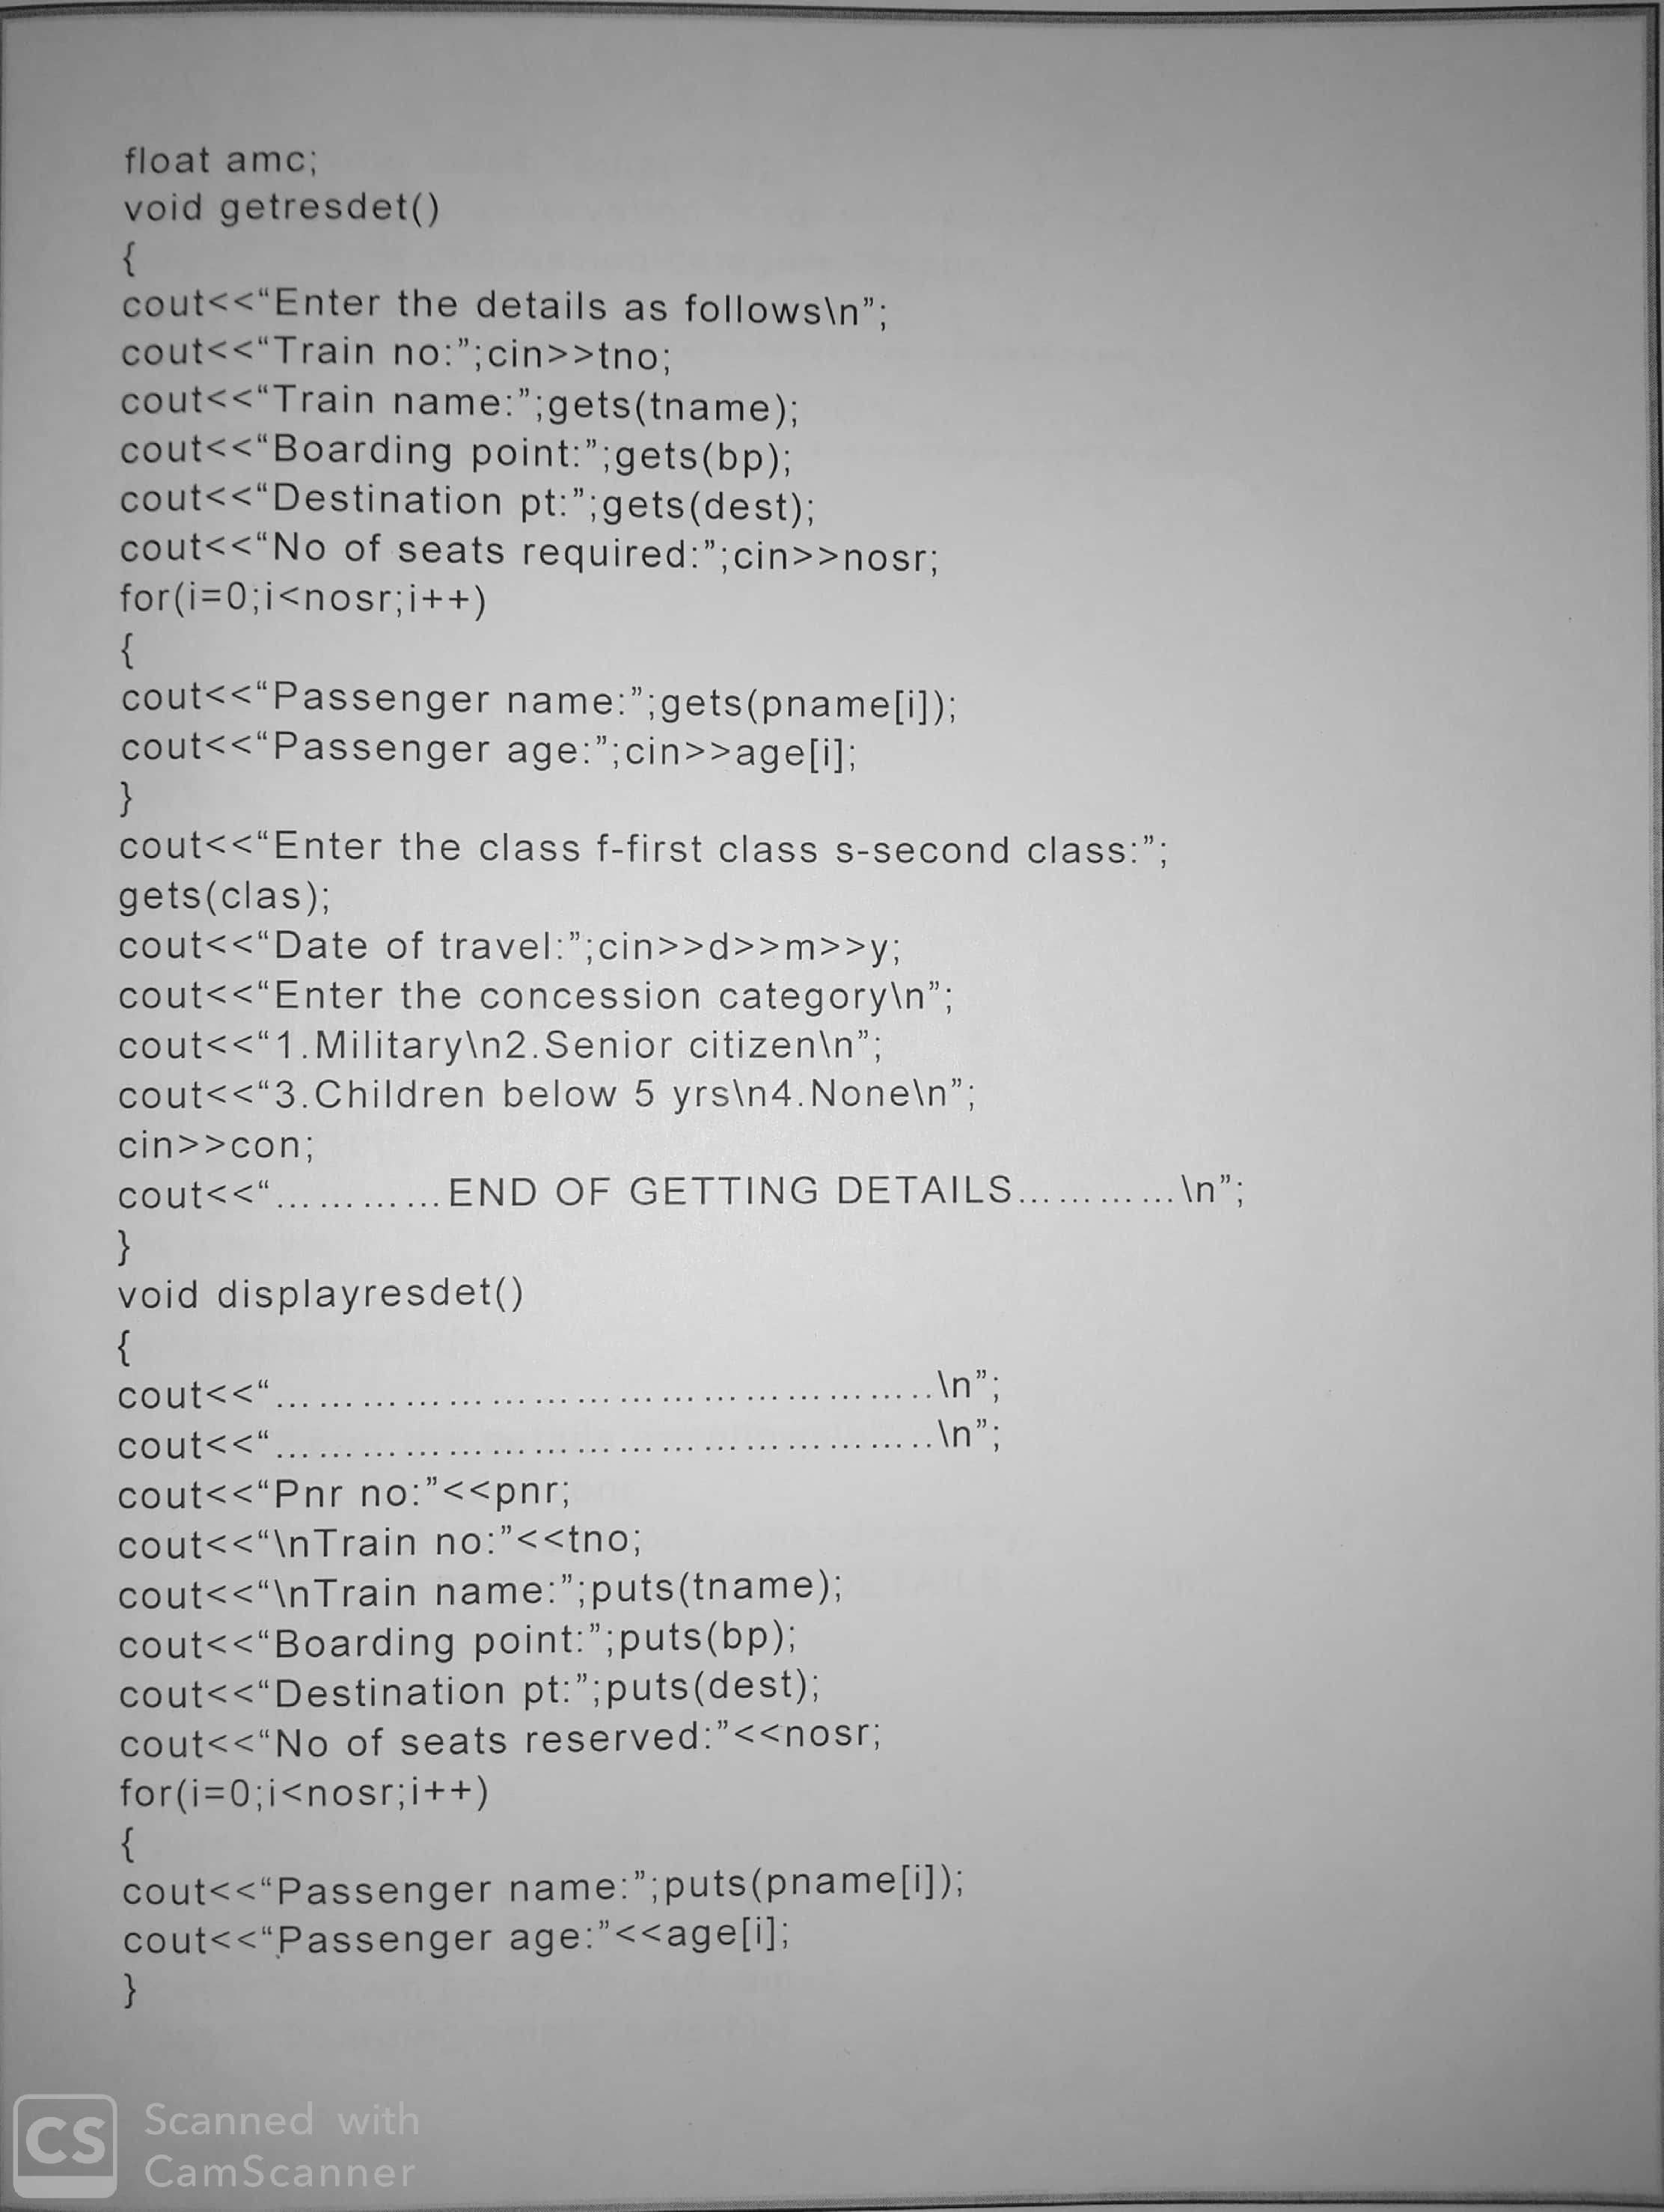 float amc;
void getresdet()
{
cout<<“Enter the details as follows\n”;
cout<<“Train no:”;cin>>tno;
cout<<“Train name:”;gets(tname);
cout<<“Boarding point:”;gets(bp);
cout<<“Destination pt:”;gets(dest);
cout<<“No of seats required:”;cin>>nosr;
for(i=0;i<nosr;i++)
{
cout<<“Passenger name:”;gets(pname[i]);
cout<<“Passenger age:”;cin>>age[i];
}
cout<<“Enter the class f-first class s-second class:”;
gets(clas);
cout<<“Date of travel:”;cin>>d>>m>>y;
cout<<“Enter the concession category\n”;
cout<<“1.Military\n2.Senior citizen\n”;
cout<<“3.Children below 5 yrs\n4.None\n”;
cin>>con;
cout<<“............END OF GETTING DETAILS............\n”;
}
void displayresdet()
{
cout<<“..............................................\n”;
cout<<“..............................................\n”;
cout<<“Pnr no:”<<pnr;
cout<<“\nTrain no:”<<tno;
cout<<“\nTrain name:”;puts(tname);
cout<<“Boarding point:”;puts(bp);
cout<<“Destination pt:”;puts(dest);
cout<<“No of seats reserved:”<<nosr;
for(i=0;i<nosr;i++)
{
cout<<“Passenger name:”;puts(pname[i]);
cout<<“Passenger age:”<<age[i];
}
CS Scanned with
CamScanner